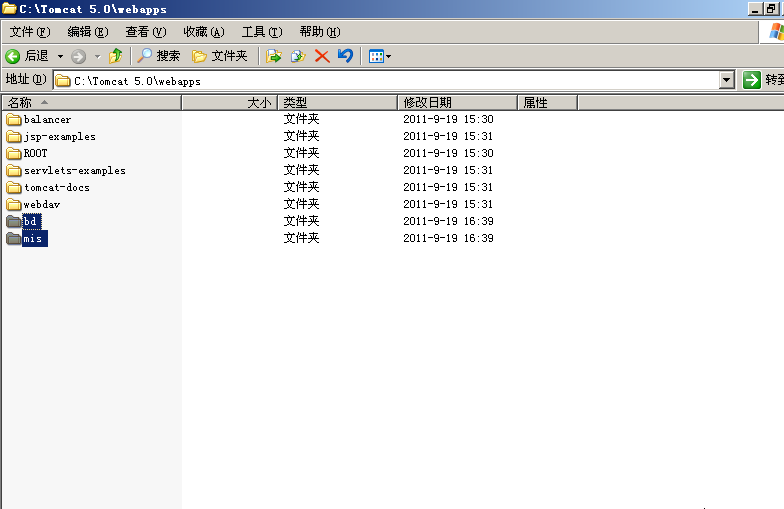 C:\Tomcat 5.0\webapps
文件(F) 编辑(E) 查看(V) 收藏(A) 工具(T) 帮助(H)
后退 搜索 文件夹
地址(D) C:\Tomcat 5.0\webapps 转到
名称 大小 类型 修改日期 属性
balancer 文件夹 2011-9-19 15:30
jsp-examples 文件夹 2011-9-19 15:31
ROOT 文件夹 2011-9-19 15:30
servlets-examples 文件夹 2011-9-19 15:31
tomcat-docs 文件夹 2011-9-19 15:31
webdav 文件夹 2011-9-19 15:31
bd 文件夹 2011-9-19 16:39
mis 文件夹 2011-9-19 16:39